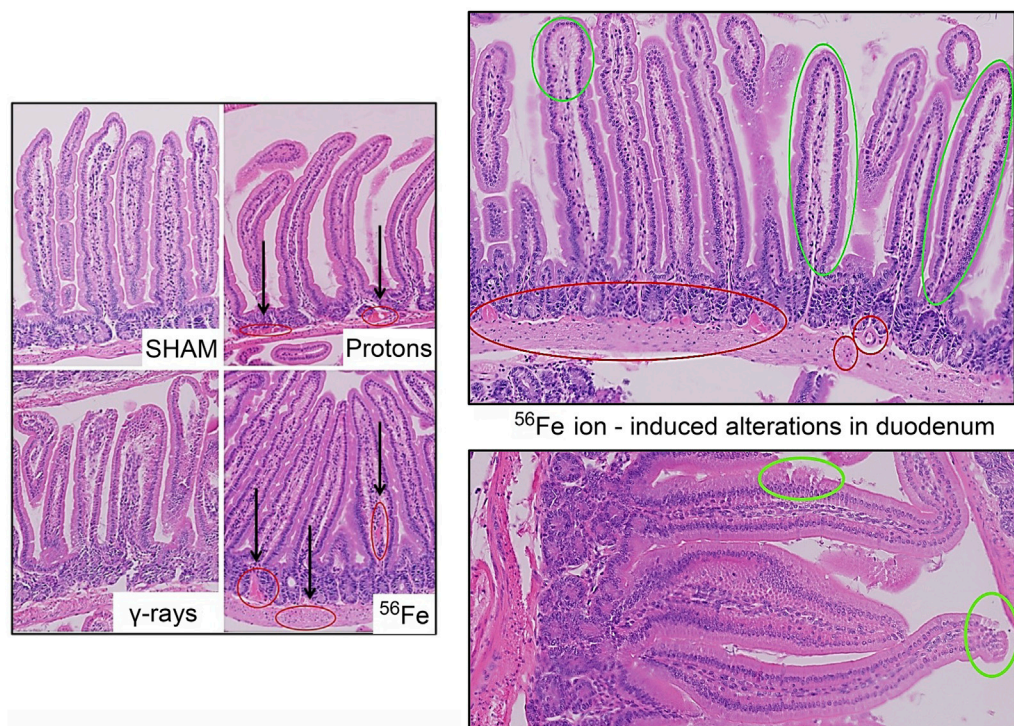 SHAM
Protons
γ-rays
⁵⁶Fe
⁵⁶Fe ion - induced alterations in duodenum